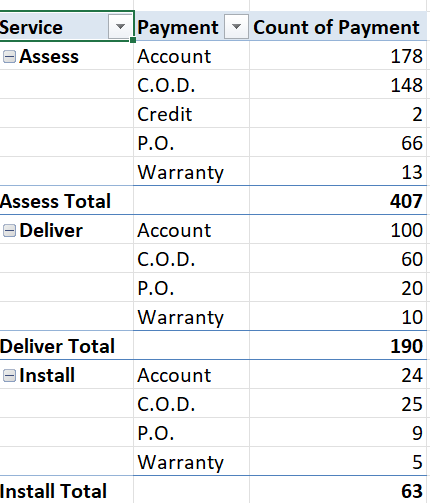 Service Payment Count of Payment
Assess Account 178
C.O.D. 148
Credit 2
P.O. 66
Warranty 13
Assess Total 407
Deliver Account 100
C.O.D. 60
P.O. 20
Warranty 10
Deliver Total 190
Install Account 24
C.O.D. 25
P.O. 9
Warranty 5
Install Total 63